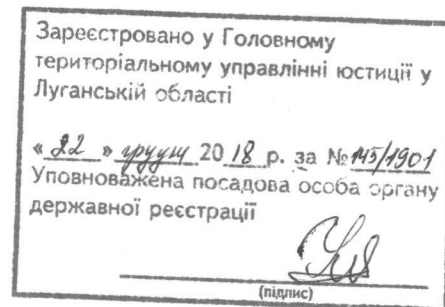 Зареєстровано у Головному
територіальному управлінні юстиції у
Луганській області
« 22 » грудня 20 18 р. за № 145/1901
Уповноважена посадова особа органу
державної реєстрації
(підпис)